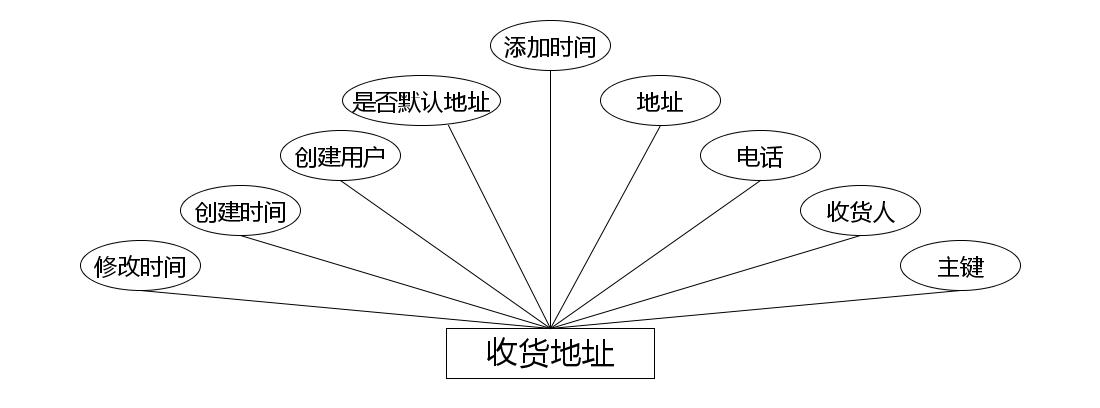 添加时间
是否默认地址
地址
创建用户
电话
创建时间
收货人
修改时间
主键
收货地址